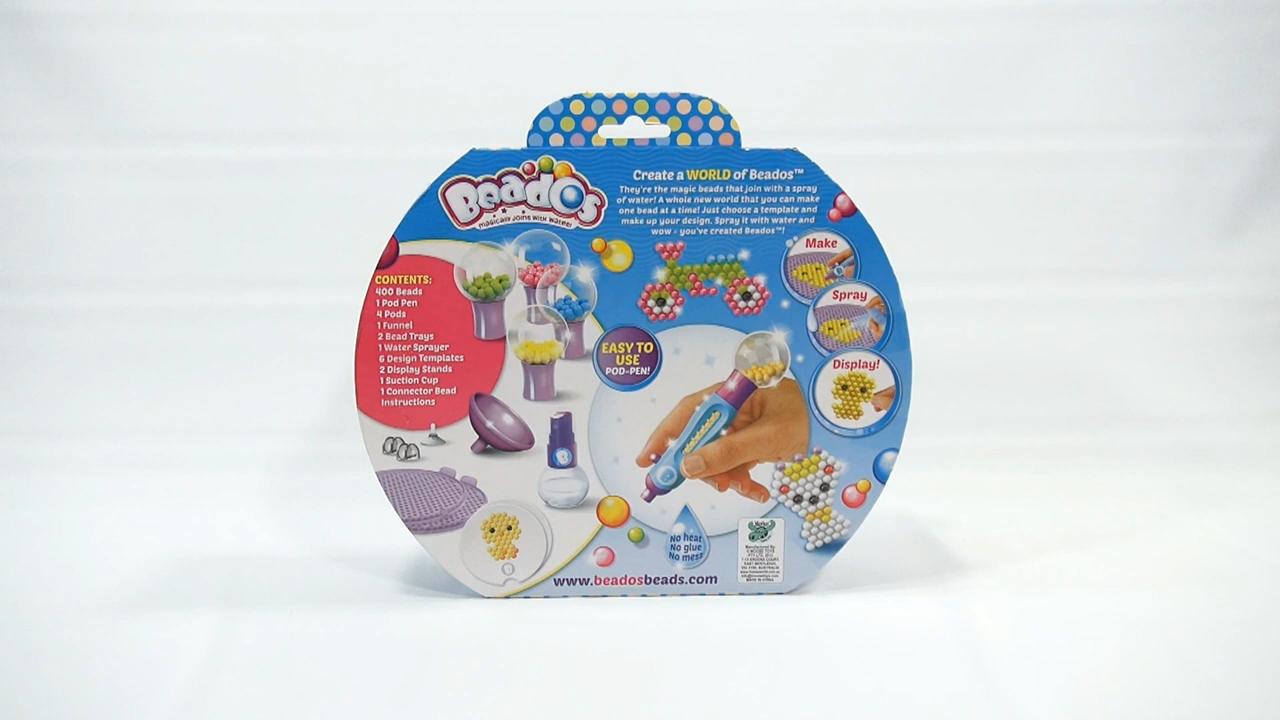 BeadOs
magically joins with water!
Create a WORLD of Beados™
They're the magic beads that join with a spray
of water! A whole new world that you can make
one bead at a time! Just choose a template and
make up your design. Spray it with water and
wow - you've created Beados™!
Make
Spray
Display!
CONTENTS:
400 Beads
1 Pod Pen
4 Pods
1 Funnel
2 Bead Trays
1 Water Sprayer
6 Design Templates
2 Display Stands
1 Suction Cup
1 Connector Bead
Instructions
EASY TO
USE
POD-PEN!
No heat
No glue
No mess
www.beadosbeads.com
Manufactured By:
MADE IN CHINA